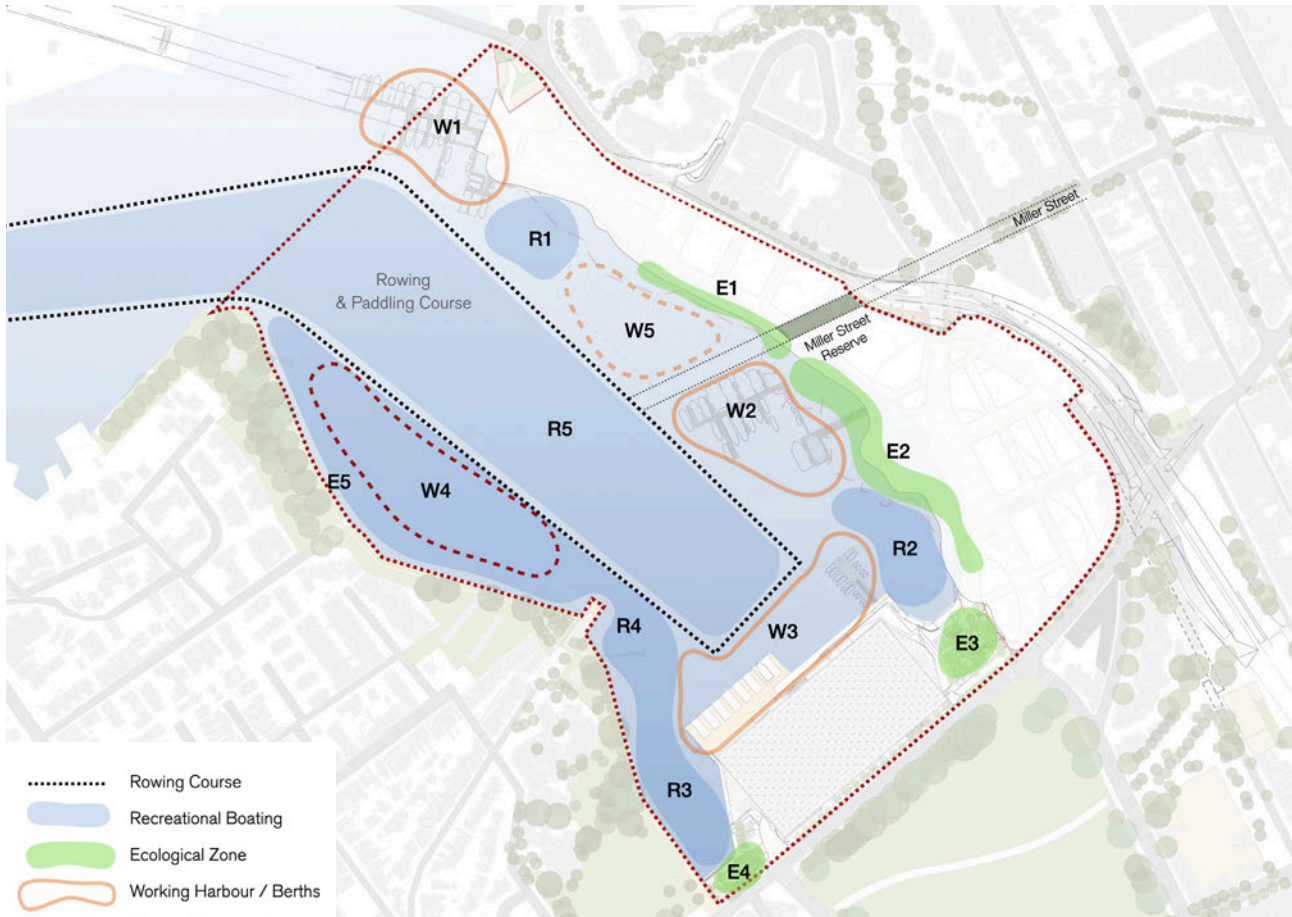 W1
Miller Street
R1
Rowing
& Paddling Course
E1
W5
Miller Street
Reserve
W2
R5
E2
E5
W4
R2
R4
W3
E3
R3
E4
Rowing Course
Recreational Boating
Ecological Zone
Working Harbour / Berths